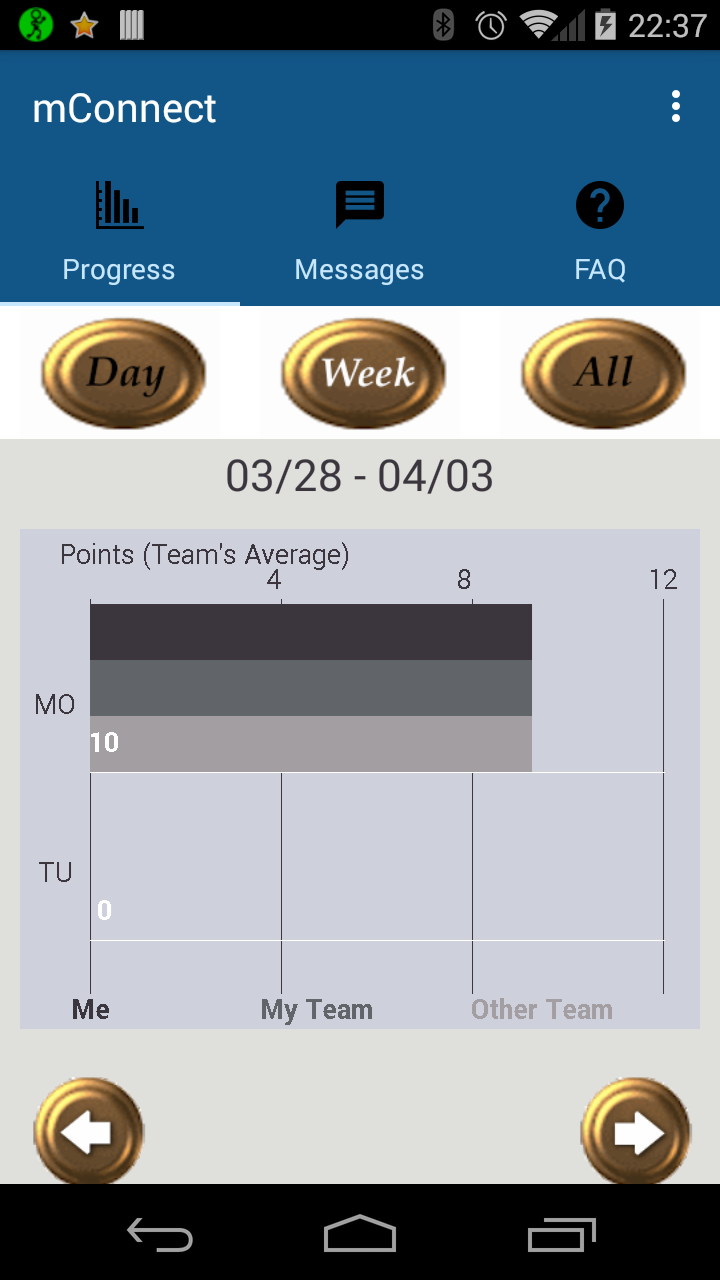 22:37
mConnect
Progress Messages FAQ
Day Week All
03/28 - 04/03
Points (Team's Average)
4 8 12
MO
10
TU
0
Me My Team Other Team